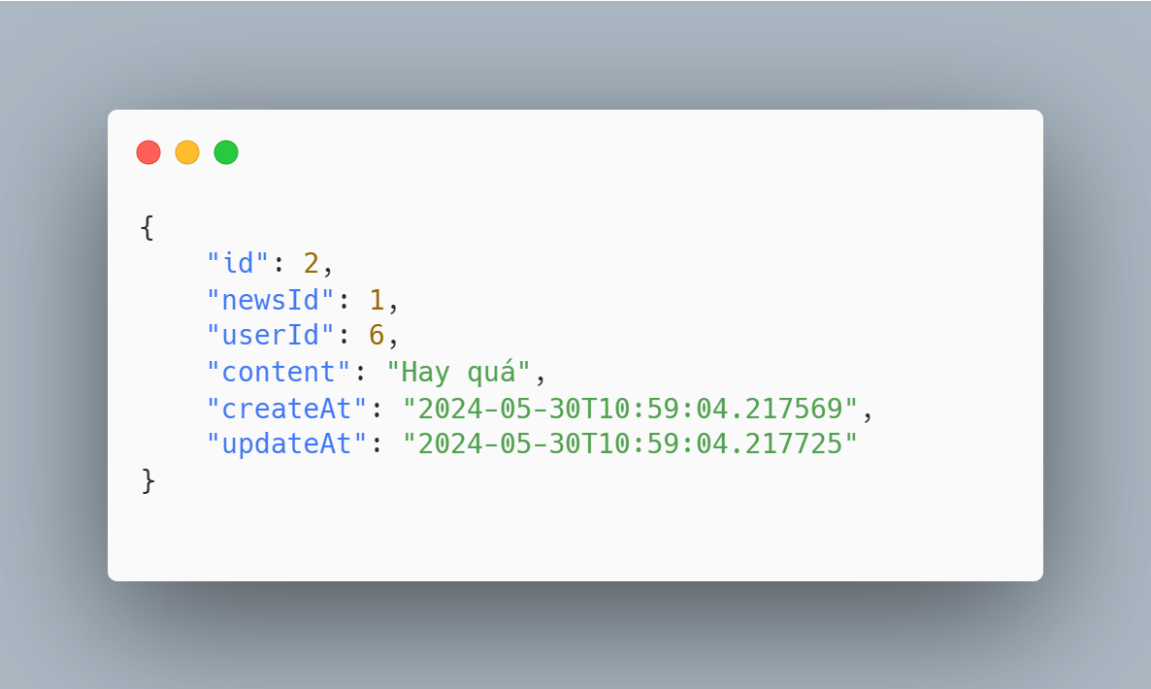 {
    "id": 2,
    "newsId": 1,
    "userId": 6,
    "content": "Hay quá",
    "createAt": "2024-05-30T10:59:04.217569",
    "updateAt": "2024-05-30T10:59:04.217725"
}